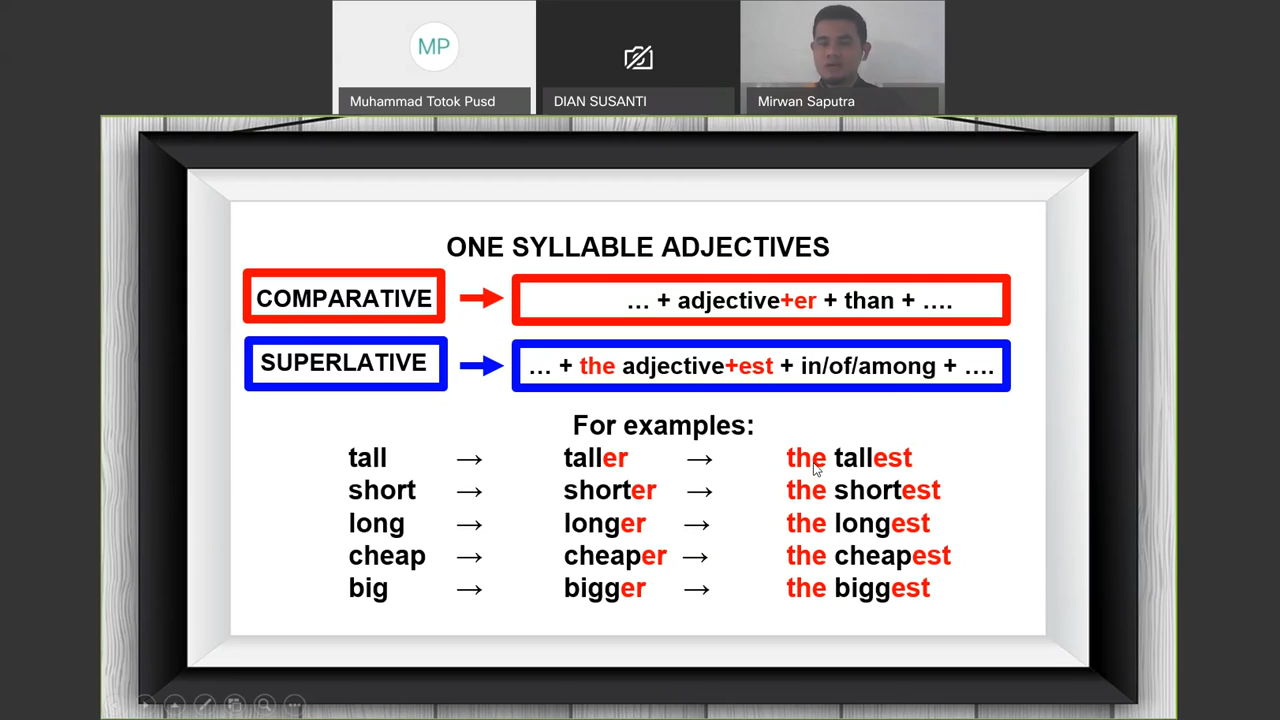 MP
Muhammad Totok Pusd
DIAN SUSANTI
Mirwan Saputra
ONE SYLLABLE ADJECTIVES
COMPARATIVE → … + adjective+er + than + ….
SUPERLATIVE → … + the adjective+est + in/of/among + ….
For examples:
tall → taller → the tallest
short → shorter → the shortest
long → longer → the longest
cheap → cheaper → the cheapest
big → bigger → the biggest